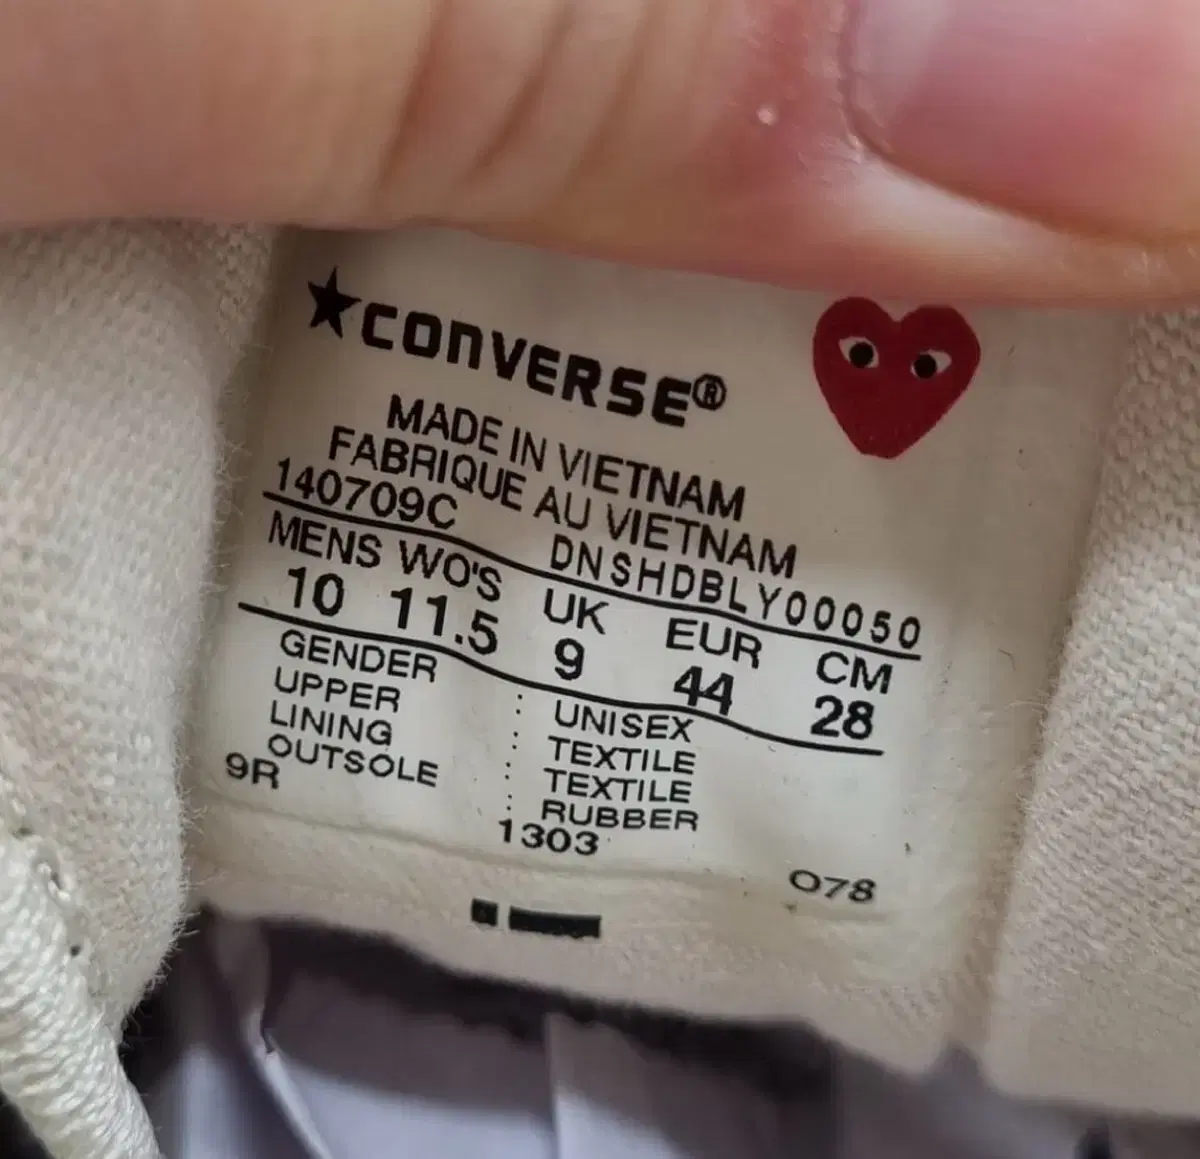 ★CONVERSE®
MADE IN VIETNAM
FABRIQUE AU VIETNAM
140709C DNSHDBLY00050
MENS WO'S UK EUR CM
10 11.5 9 44 28
GENDER : UNISEX
UPPER : TEXTILE
LINING : TEXTILE
OUTSOLE : RUBBER
9R 1303 078